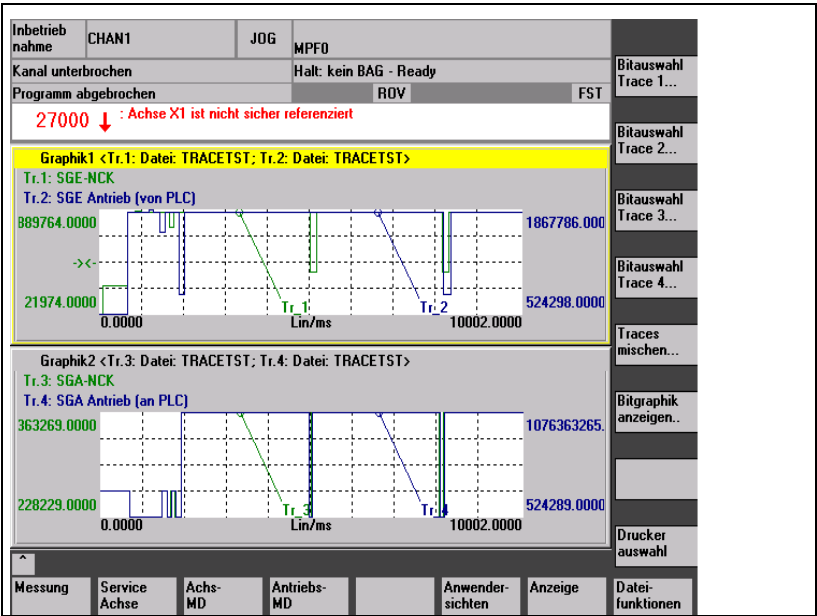 Inbetrieb
nahme
CHAN1
JOG
MPF0
Kanal unterbrochen
Halt: kein BAG - Ready
Programm abgebrochen
ROV
FST
27000
: Achse X1 ist nicht sicher referenziert
Graphik1 <Tr.1: Datei: TRACETST; Tr.2: Datei: TRACETST>
Tr.1: SGE-NCK
Tr.2: SGE Antrieb (von PLC)
889764.0000
1867786.000
-><-
21974.0000
524298.0000
Tr_1
Tr_2
0.0000
Lin/ms
10002.0000
Graphik2 <Tr.3: Datei: TRACETST; Tr.4: Datei: TRACETST>
Tr.3: SGA-NCK
Tr.4: SGA Antrieb (an PLC)
363269.0000
1076363265.
228229.0000
524289.0000
Tr_3
Tr_4
0.0000
Lin/ms
10002.0000
^
Bitauswahl
Trace 1...
Bitauswahl
Trace 2...
Bitauswahl
Trace 3...
Bitauswahl
Trace 4...
Traces
mischen...
Bitgraphik
anzeigen..
Drucker
auswahl
Messung
Service
Achse
Achs-
MD
Antriebs-
MD
Anwender-
sichten
Anzeige
Datei-
funktionen